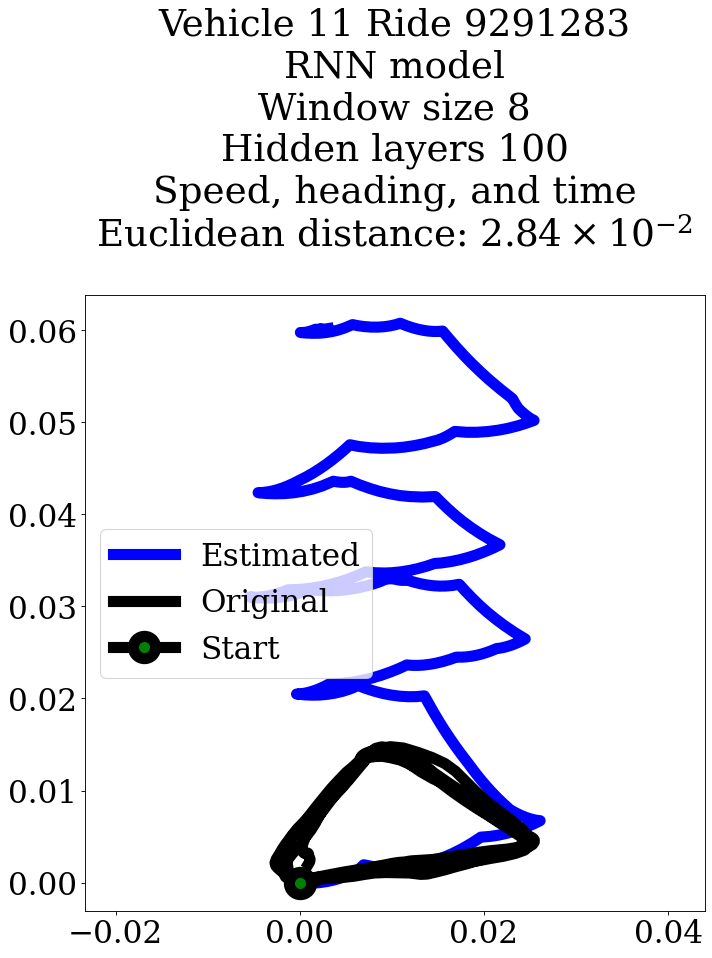 Vehicle 11 Ride 9291283
RNN model
Window size 8
Hidden layers 100
Speed, heading, and time
Euclidean distance: 2.84 × 10⁻²
0.06
0.05
0.04
0.03
0.02
0.01
0.00
Estimated
Original
Start
−0.02 0.00 0.02 0.04